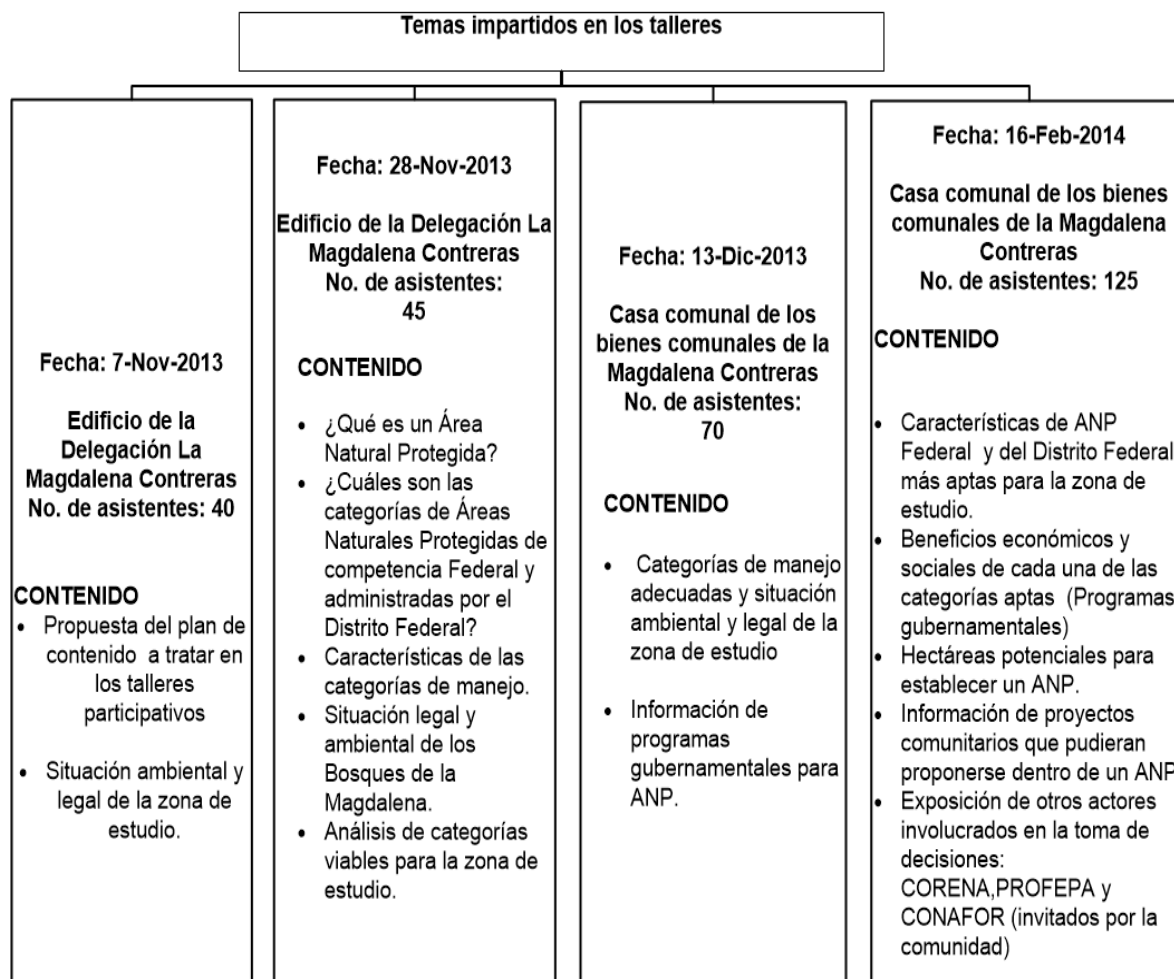 Temas impartidos en los talleres
Fecha: 7-Nov-2013
Edificio de la
Delegación La
Magdalena Contreras
No. de asistentes: 40
CONTENIDO
• Propuesta del plan de
contenido a tratar en
los talleres
participativos
• Situación ambiental y
legal de la zona de
estudio.
Fecha: 28-Nov-2013
Edificio de la Delegación La
Magdalena Contreras
No. de asistentes:
45
CONTENIDO
• ¿Qué es un Área
Natural Protegida?
• ¿Cuáles son las
categorías de Áreas
Naturales Protegidas de
competencia Federal y
administradas por el
Distrito Federal?
• Características de las
categorías de manejo.
• Situación legal y
ambiental de los
Bosques de la
Magdalena.
• Análisis de categorías
viables para la zona de
estudio.
Fecha: 13-Dic-2013
Casa comunal de los
bienes comunales de la
Magdalena Contreras
No. de asistentes:
70
CONTENIDO
• Categorías de manejo
adecuadas y situación
ambiental y legal de la
zona de estudio
• Información de
programas
gubernamentales para
ANP.
Fecha: 16-Feb-2014
Casa comunal de los bienes
comunales de la Magdalena
Contreras
No. de asistentes: 125
CONTENIDO
• Características de ANP
Federal y del Distrito Federal
más aptas para la zona de
estudio.
• Beneficios económicos y
sociales de cada una de las
categorías aptas (Programas
gubernamentales)
• Hectáreas potenciales para
establecer un ANP.
• Información de proyectos
comunitarios que pudieran
proponerse dentro de un ANP
• Exposición de otros actores
involucrados en la toma de
decisiones:
CORENA,PROFEPA y
CONAFOR (invitados por la
comunidad)